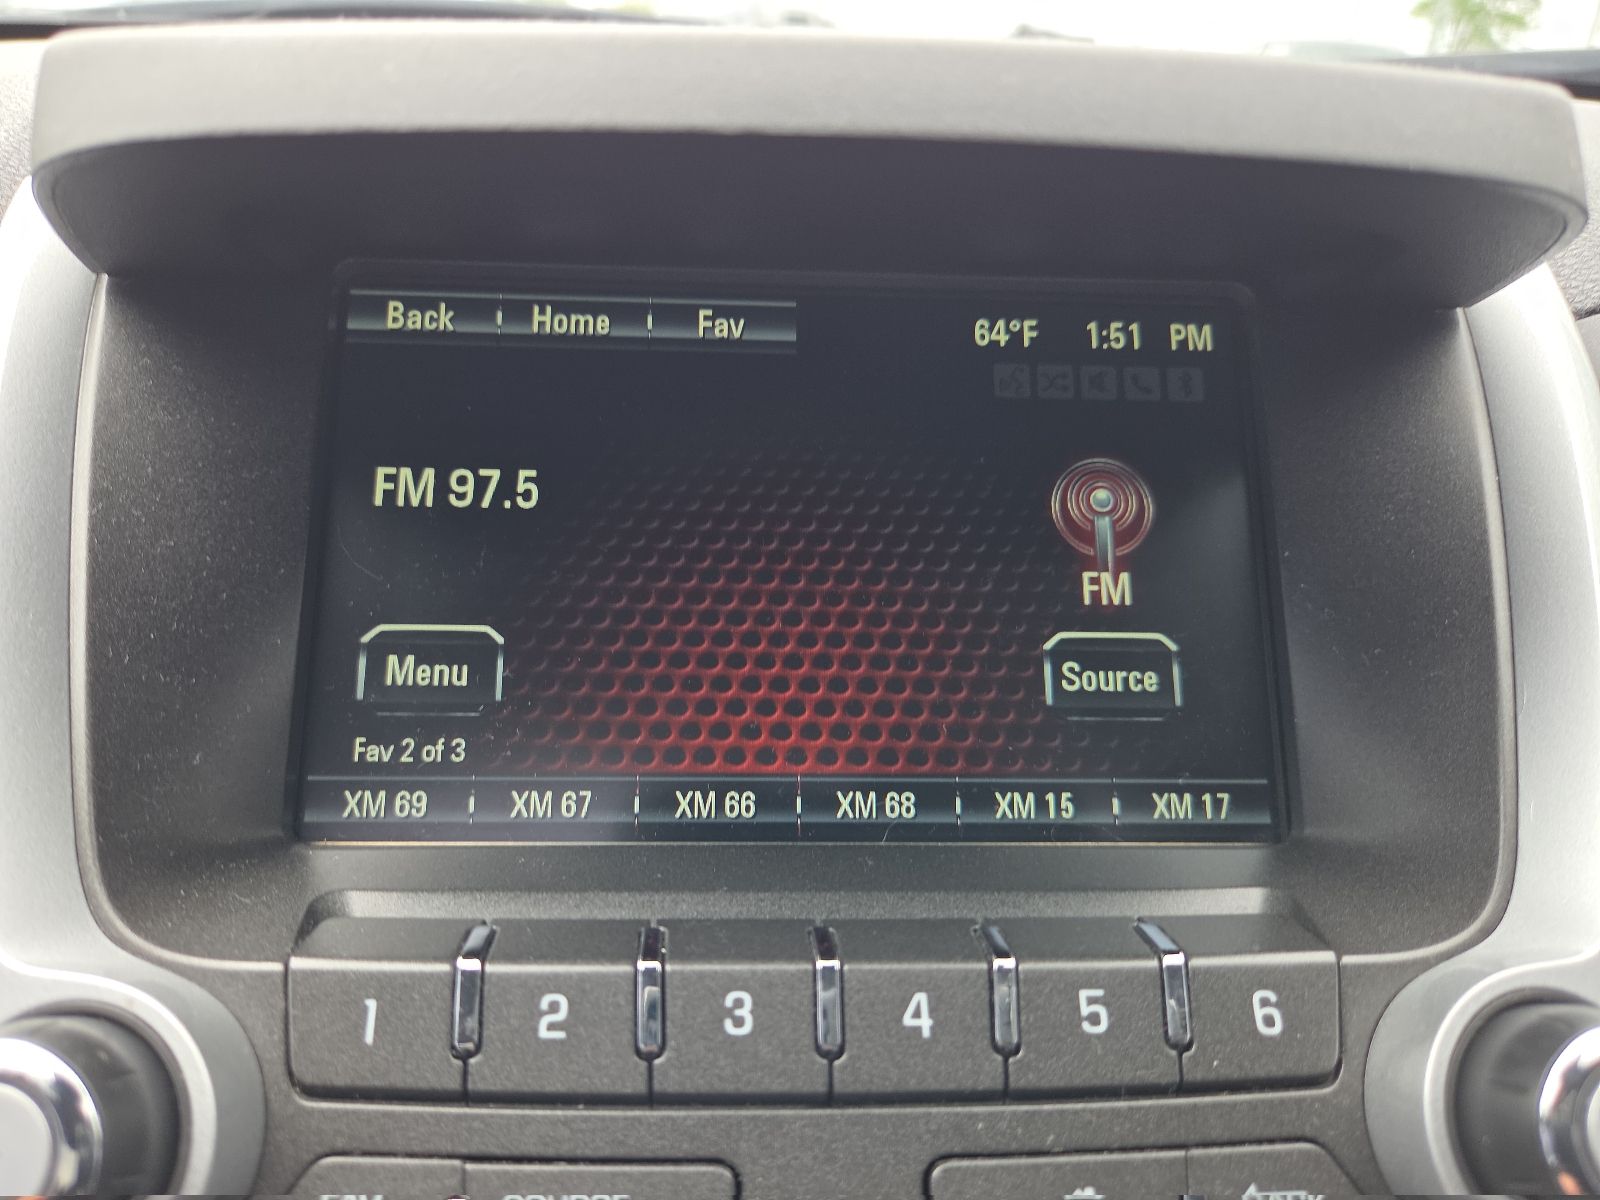 Back Home Fav 64°F 1:51 PM
FM 97.5
FM
Menu Source
Fav 2 of 3
XM 69 XM 67 XM 66 XM 68 XM 15 XM 17
1 2 3 4 5 6